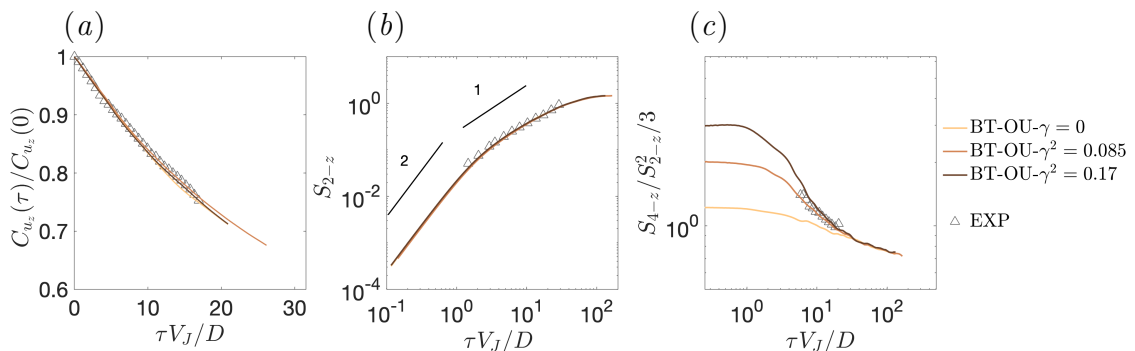 (a)
1
0.9
0.8
0.7
0.6
0 10 20 30
C_{u_z}(τ)/C_{u_z}(0)
τV_J/D
(b)
10^0
10^{-2}
10^{-4}
10^{-1} 10^0 10^1 10^2
1
2
S_{2-z}
τV_J/D
(c)
10^0
10^0 10^1 10^2
S_{4-z}/S^2_{2-z}/3
τV_J/D
BT-OU-γ = 0
BT-OU-γ^2 = 0.085
BT-OU-γ^2 = 0.17
EXP